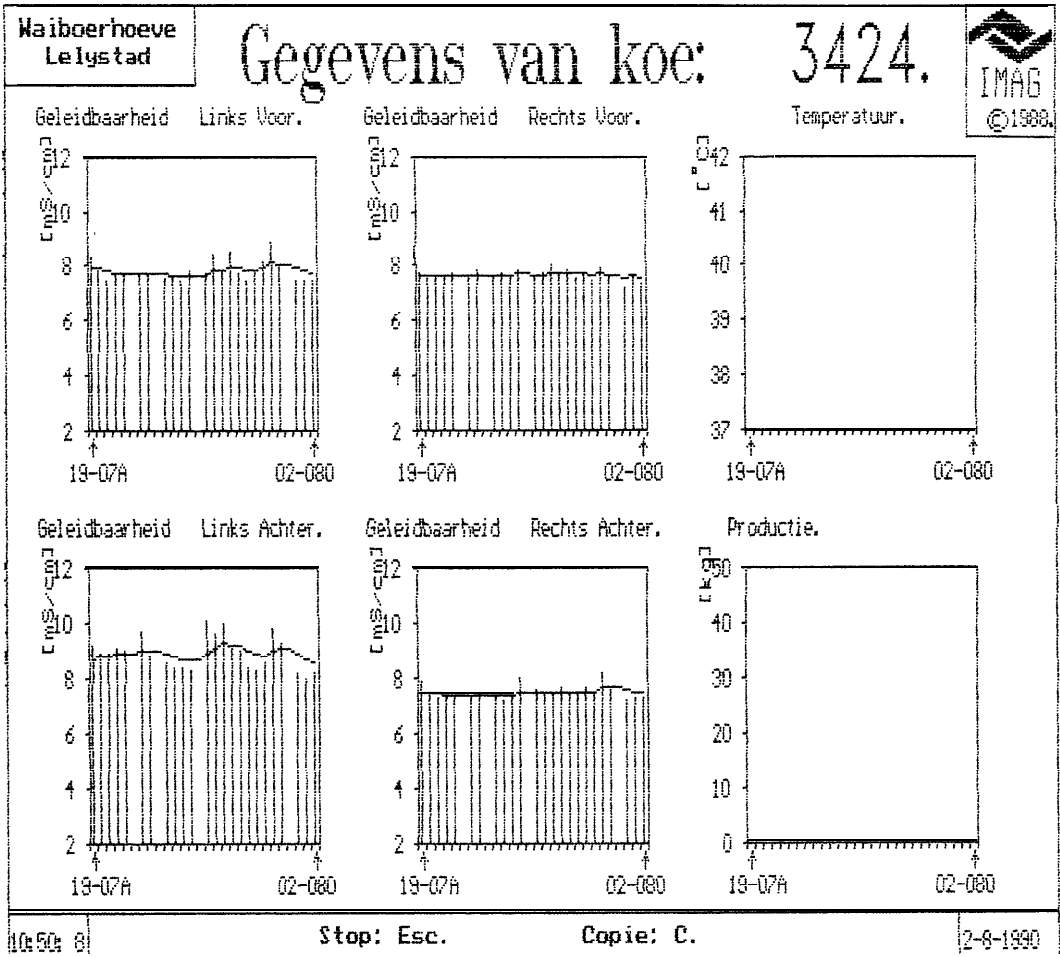 Waiboerhoeve
Lelystad
Gegevens van koe: 3424.
IMAG
©1988.
Geleidbaarheid Links Voor.
Geleidbaarheid Rechts Voor.
Temperatuur.
[mS/cm]
12
10
8
6
4
2
19-07A
02-080
[mS/cm]
12
10
8
6
4
2
19-07A
02-080
[°C]
42
41
40
39
38
37
19-07A
02-080
Geleidbaarheid Links Achter.
Geleidbaarheid Rechts Achter.
Productie.
[mS/cm]
12
10
8
6
4
2
19-07A
02-080
[mS/cm]
12
10
8
6
4
2
19-07A
02-080
[kg]
50
40
30
20
10
0
19-07A
02-080
10:50: 8
Stop: Esc.
Copie: C.
2-8-1990